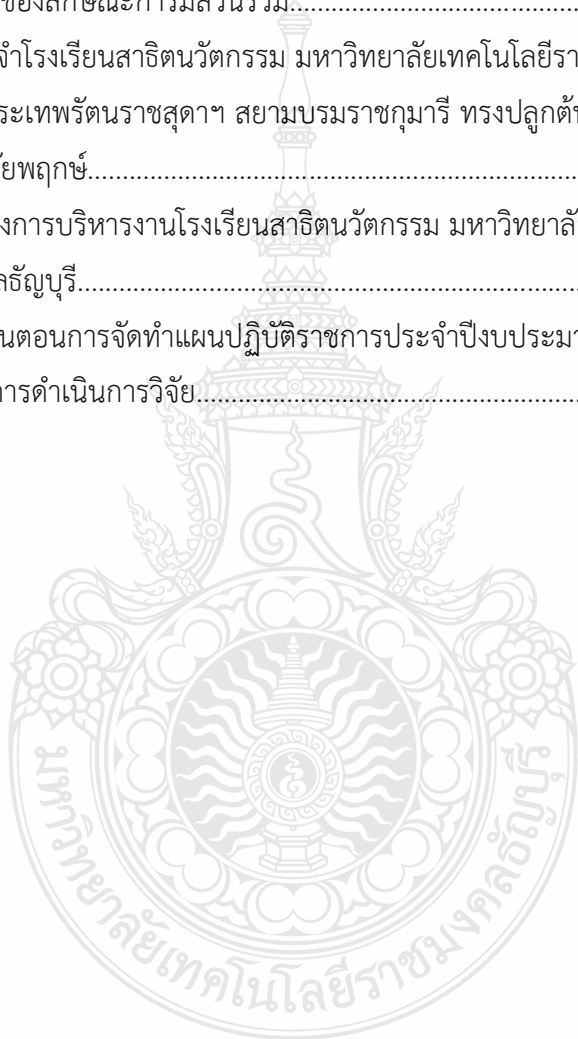 ของลักษณะการมีส่วนร่วม......................................................
จำโรงเรียนสาธิตนวัตกรรม มหาวิทยาลัยเทคโนโลยีรา
ระเทพรัตนราชสุดาฯ สยามบรมราชกุมารี ทรงปลูกต้น
ัยพฤกษ์..............................................................................
งการบริหารงานโรงเรียนสาธิตนวัตกรรม มหาวิทยาลั
ลธัญบุรี................................................................................
นตอนการจัดทำแผนปฏิบัติราชการประจำปีงบประมา
การดำเนินการวิจัย..............................................................
มหาวิทยาลัยเทคโนโลยีราชมงคลธัญบุรี